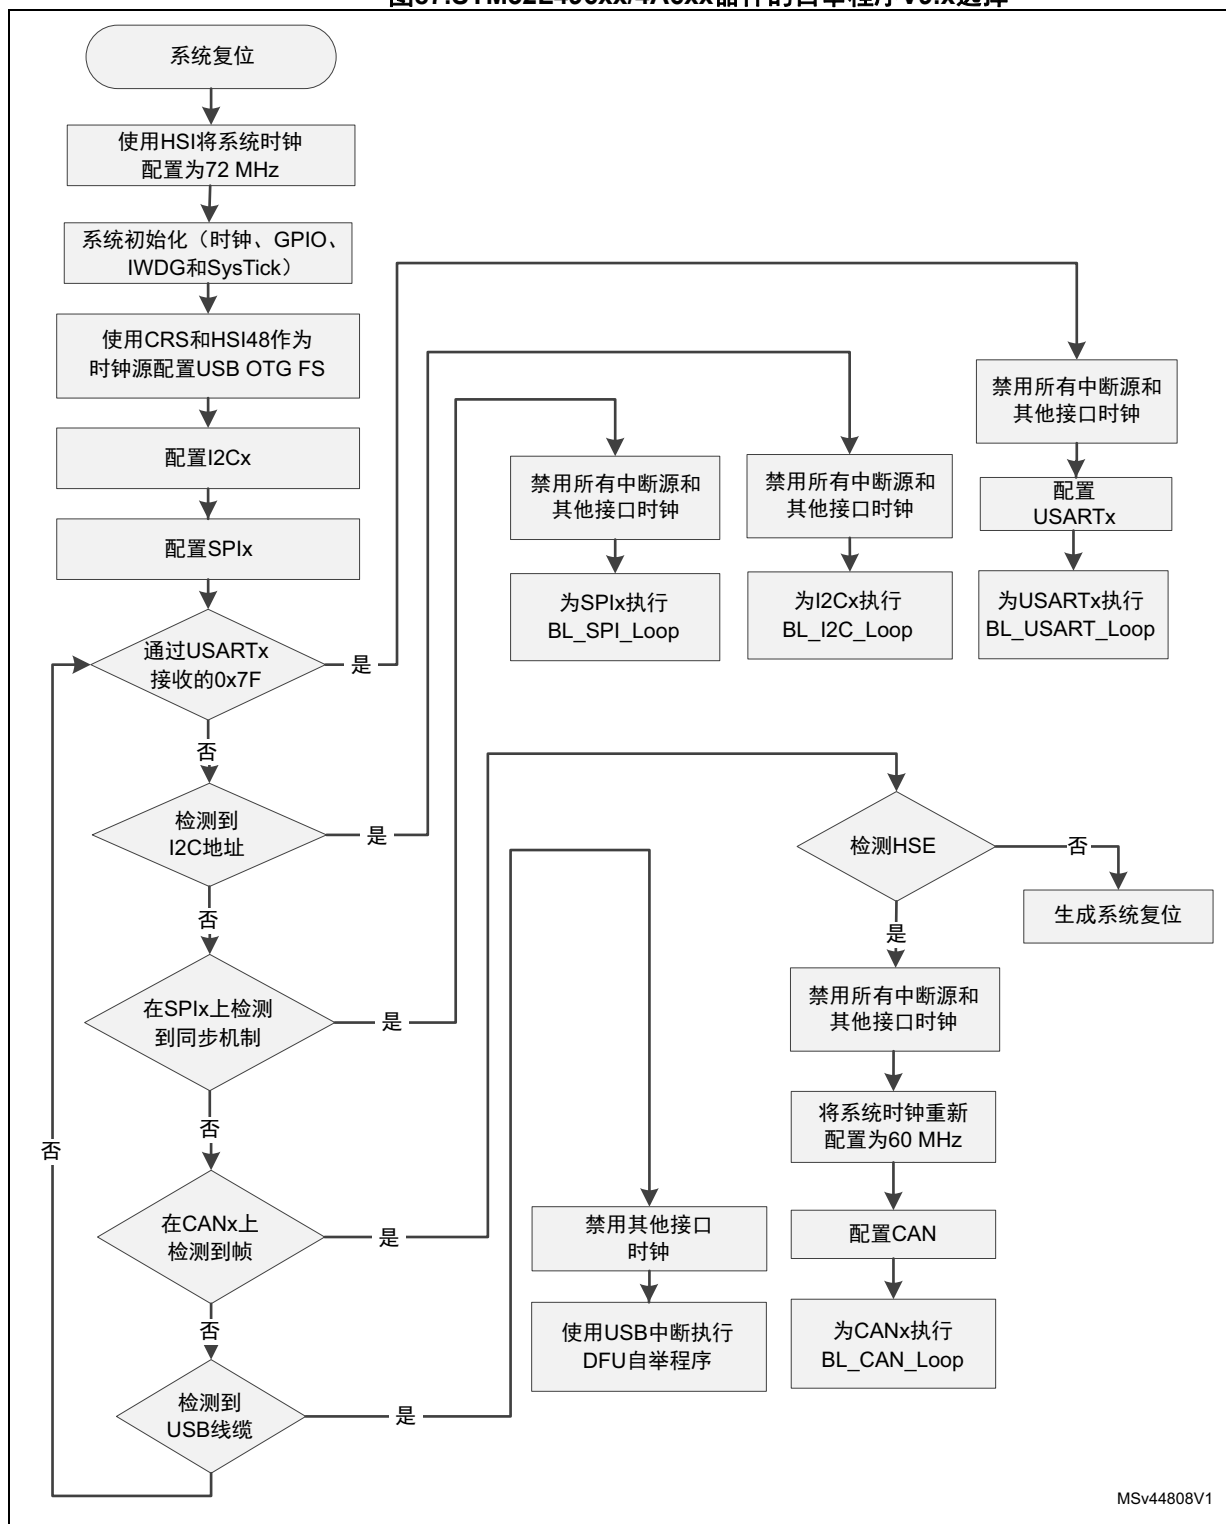 系统复位
使用HSI将系统时钟
配置为72 MHz
系统初始化（时钟、GPIO、
IWDG和SysTick）
使用CRS和HSI48作为
时钟源配置USB OTG FS
配置I2Cx
配置SPIx
通过USARTx
接收的0x7F
是
否
检测到
I2C地址
是
否
在SPIx上检测
到同步机制
是
否
在CANx上
检测到帧
是
否
检测到
USB线缆
是
否
禁用所有中断源和
其他接口时钟
为SPIx执行
BL_SPI_Loop
禁用所有中断源和
其他接口时钟
为I2Cx执行
BL_I2C_Loop
禁用所有中断源和
其他接口时钟
配置
USARTx
为USARTx执行
BL_USART_Loop
检测HSE
否
生成系统复位
是
禁用所有中断源和
其他接口时钟
将系统时钟重新
配置为60 MHz
配置CAN
为CANx执行
BL_CAN_Loop
禁用其他接口
时钟
使用USB中断执行
DFU自举程序
MSv44808V1